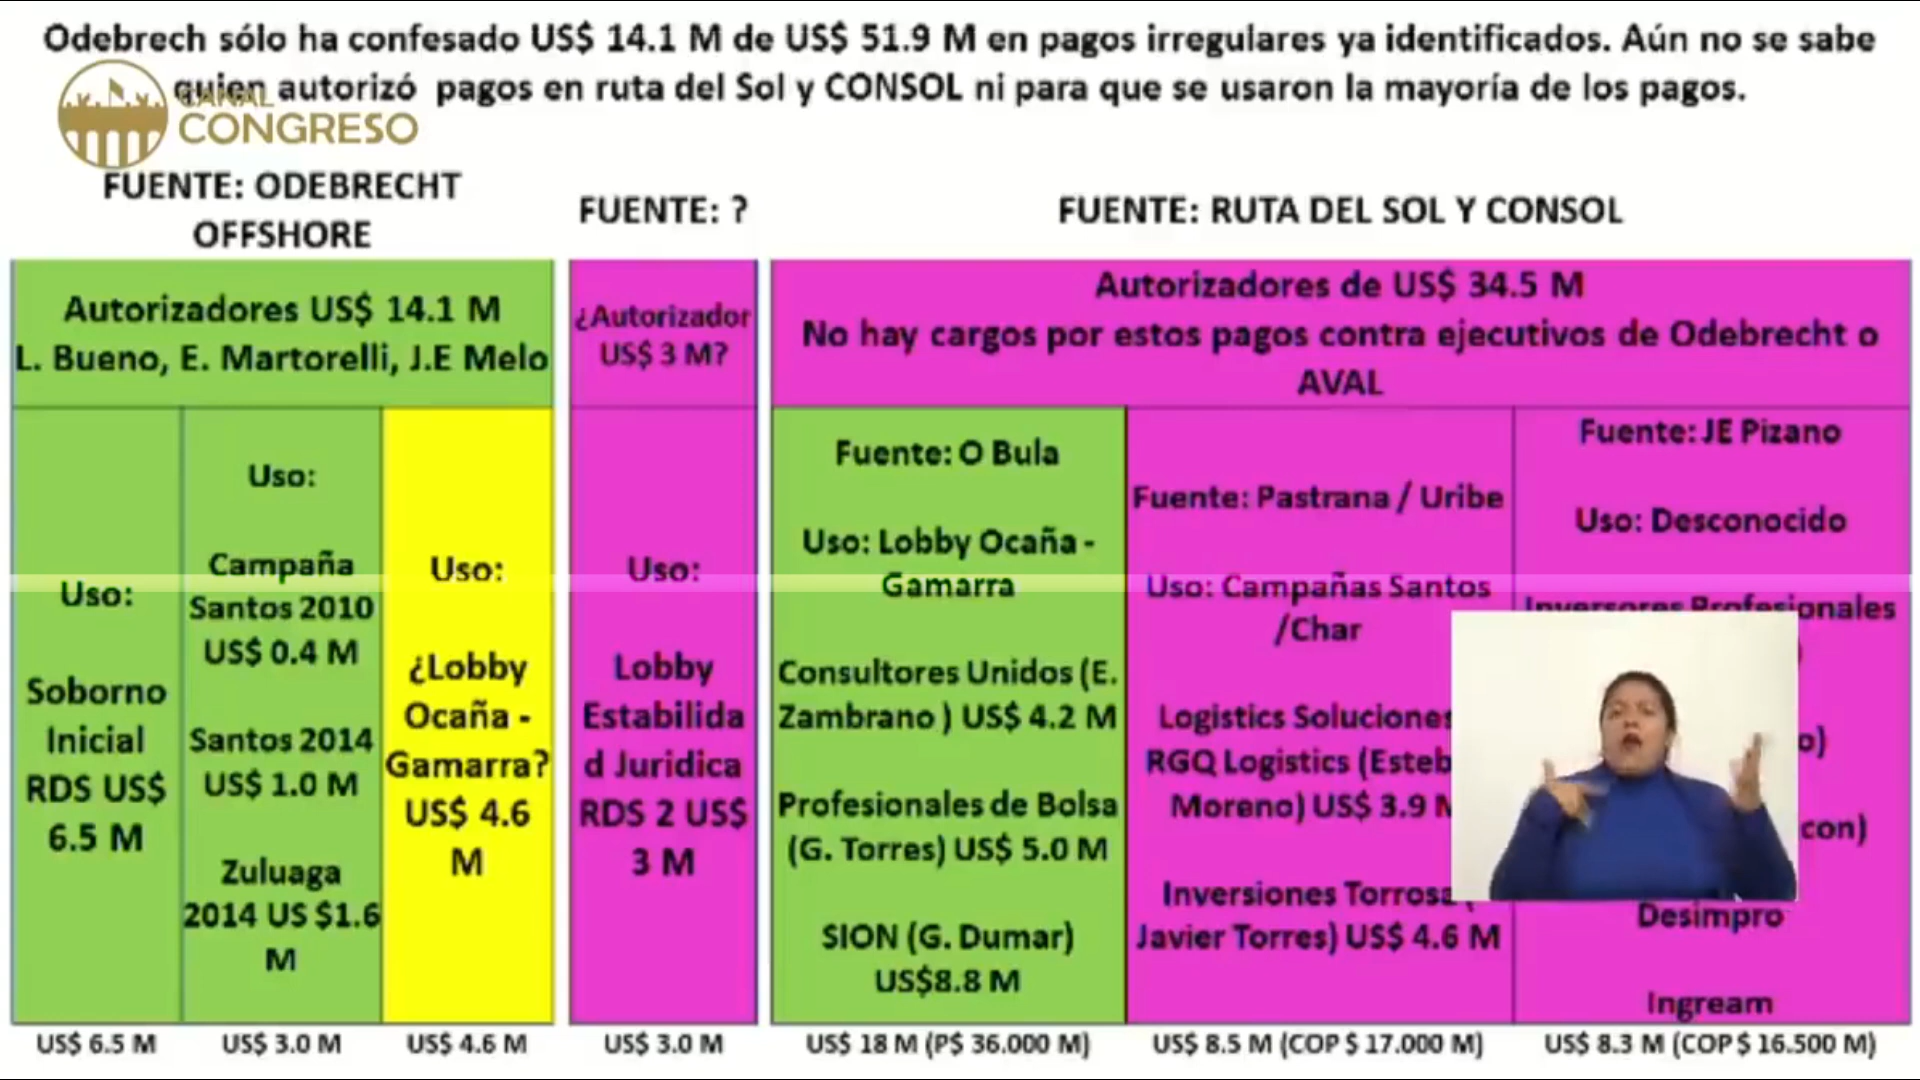 Odebrech sólo ha confesado US$ 14.1 M de US$ 51.9 M en pagos irregulares ya identificados. Aún no se sabe
quien autorizó pagos en ruta del Sol y CONSOL ni para que se usaron la mayoría de los pagos.
CANAL
CONGRESO
FUENTE: ODEBRECHT
OFFSHORE
FUENTE: ?
FUENTE: RUTA DEL SOL Y CONSOL
Autorizadores US$ 14.1 M
L. Bueno, E. Martorelli, J.E Melo
¿Autorizador
US$ 3 M?
Autorizadores de US$ 34.5 M
No hay cargos por estos pagos contra ejecutivos de Odebrecht o
AVAL
Uso:
Soborno
Inicial
RDS US$
6.5 M
Uso:
Campaña
Santos 2010
US$ 0.4 M
Santos 2014
US$ 1.0 M
Zuluaga
2014 US $1.6
M
Uso:
¿Lobby
Ocaña -
Gamarra?
US$ 4.6
M
Uso:
Lobby
Estabilida
d Juridica
RDS 2 US$
3 M
Fuente: O Bula
Uso: Lobby Ocaña -
Gamarra
Consultores Unidos (E.
Zambrano ) US$ 4.2 M
Profesionales de Bolsa
(G. Torres) US$ 5.0 M
SION (G. Dumar)
US$8.8 M
Fuente: Pastrana / Uribe
Uso: Campañas Santos
/Char
Logistics Soluciones
RGQ Logistics (Esteb
Moreno) US$ 3.9 M
Inversiones Torrosa (
Javier Torres) US$ 4.6 M
Fuente: JE Pizano
Uso: Desconocido
Inversores Profesionales
)
o)
con)
Desimpro
Ingream
US$ 6.5 M
US$ 3.0 M
US$ 4.6 M
US$ 3.0 M
US$ 18 M (P$ 36.000 M)
US$ 8.5 M (COP $ 17.000 M)
US$ 8.3 M (COP $ 16.500 M)